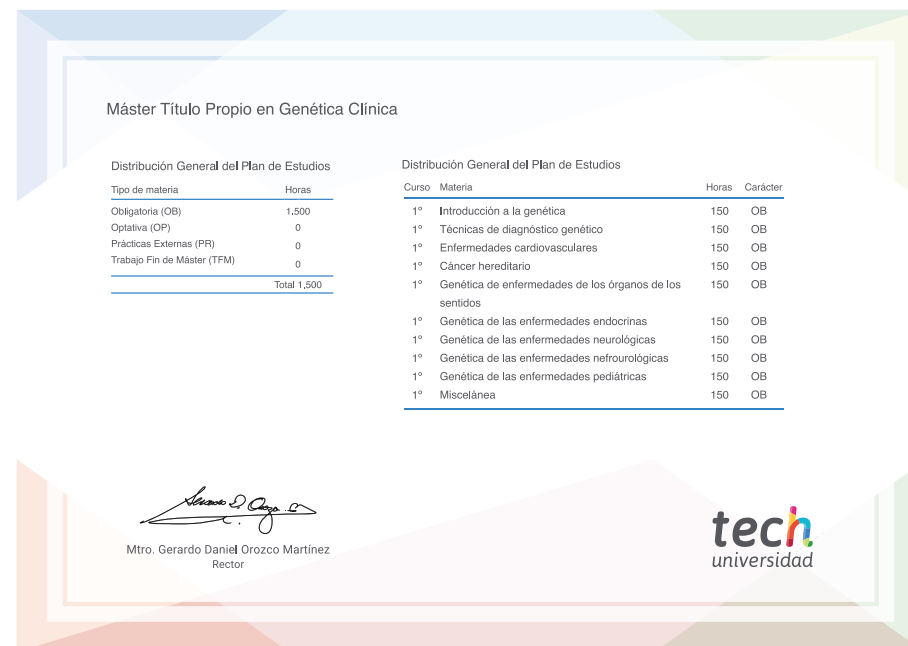 Máster Título Propio en Genética Clínica
Distribución General del Plan de Estudios
Tipo de materia Horas
Obligatoria (OB) 1,500
Optativa (OP) 0
Prácticas Externas (PR) 0
Trabajo Fin de Máster (TFM) 0
Total 1,500
Distribución General del Plan de Estudios
Curso Materia Horas Carácter
1º Introducción a la genética 150 OB
1º Técnicas de diagnóstico genético 150 OB
1º Enfermedades cardiovasculares 150 OB
1º Cáncer hereditario 150 OB
1º Genética de enfermedades de los órganos de los 150 OB
sentidos
1º Genética de las enfermedades endocrinas 150 OB
1º Genética de las enfermedades neurológicas 150 OB
1º Genética de las enfermedades nefrourológicas 150 OB
1º Genética de las enfermedades pediátricas 150 OB
1º Miscelánea 150 OB
Mtro. Gerardo Daniel Orozco Martínez
Rector
tech
universidad